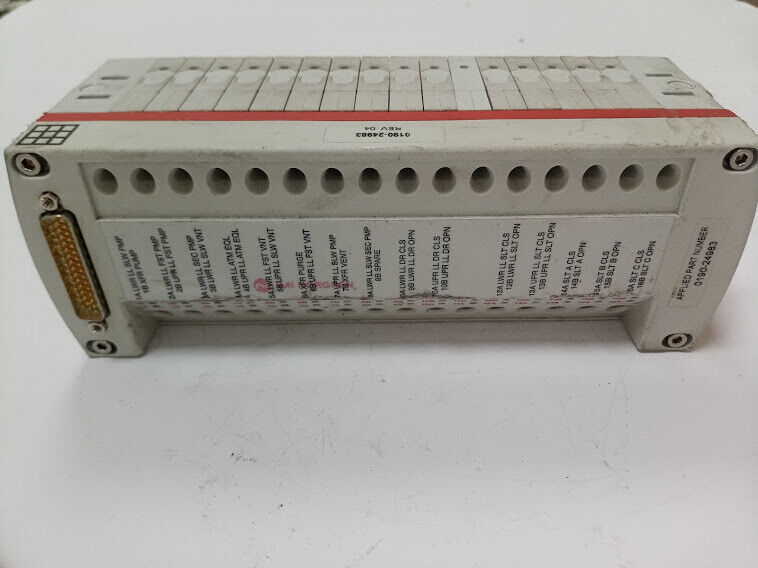 0190-24983
REV 04
1A LWR LL SLW PMP
1B XFR PUMP
2A LWR LL FST PMP
2B UPR LL FST PMP
3A UPR LL SEC PMP
3B UPR LL SLW VNT
4A LWR LL ATM EQL
4B UPR LL ATM EQL
5A LWR LL FST VNT
5B UPR LL SLW VNT
6A XFR PURGE
6B UPR LL FST VNT
7A UPR LL SLW PMP
7B XFR VENT
8A LWR LL SLW SEC PMP
8B SPARE
9A LWR LL DR CLS
9B LWR LL DR OPN
10A UPR LL DR CLS
10B UPR LL DR OPN
12A LWR LL SLT CLS
12B LWR LL SLT OPN
13A UPR LL SLT CLS
13B UPR LL SLT OPN
14A SLT A CLS
14B SLT A OPN
15A SLT B CLS
15B SLT B OPN
16A SLT C CLS
16B SLT C OPN
APPLIED PART NUMBER
0190-24983